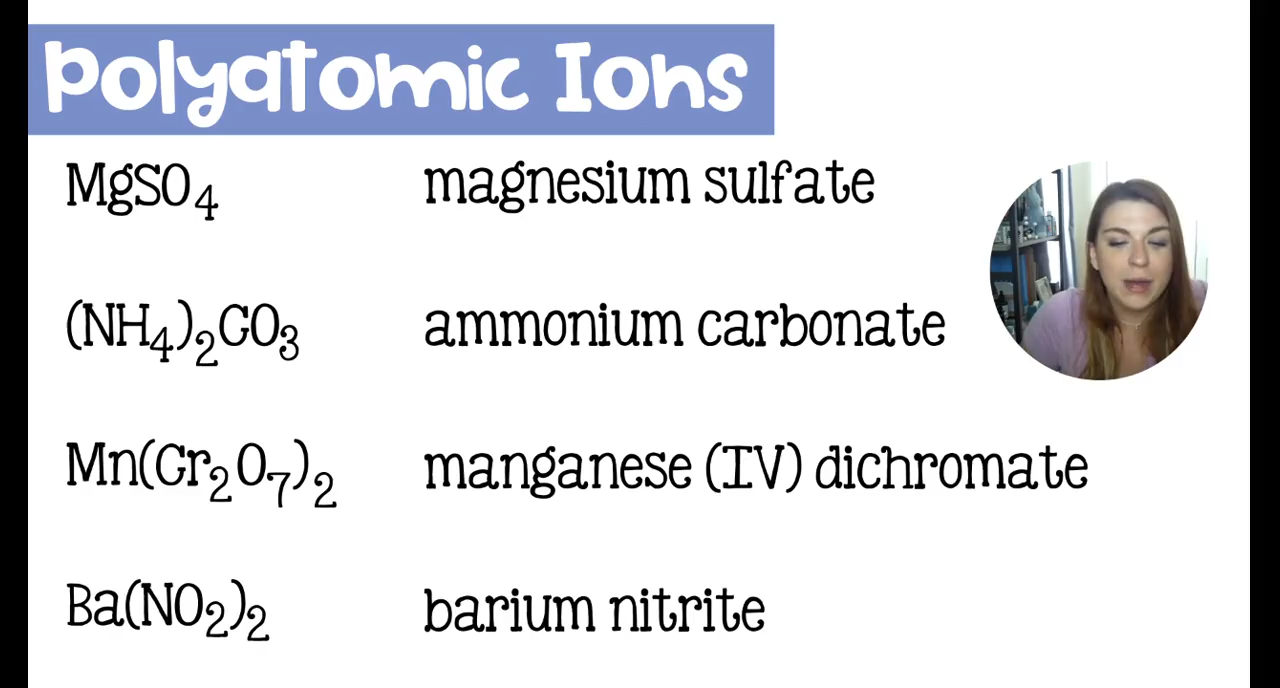 Polyatomic Ions
MgSO₄ magnesium sulfate
(NH₄)₂CO₃ ammonium carbonate
Mn(Cr₂O₇)₂ manganese (IV) dichromate
Ba(NO₂)₂ barium nitrite